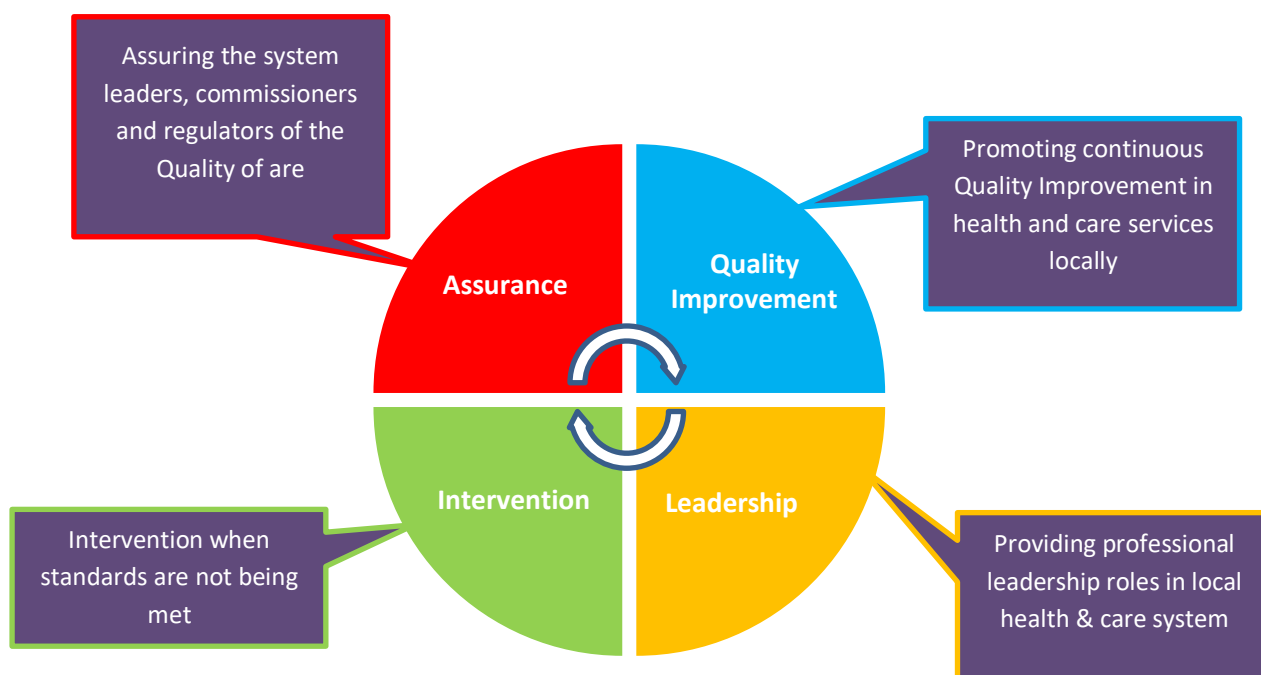 Assuring the system
leaders, commissioners
and regulators of the
Quality of are
Promoting continuous
Quality Improvement in
health and care services
locally
Assurance
Quality
Improvement
Intervention
Leadership
Intervention when
standards are not being
met
Providing professional
leadership roles in local
health & care system